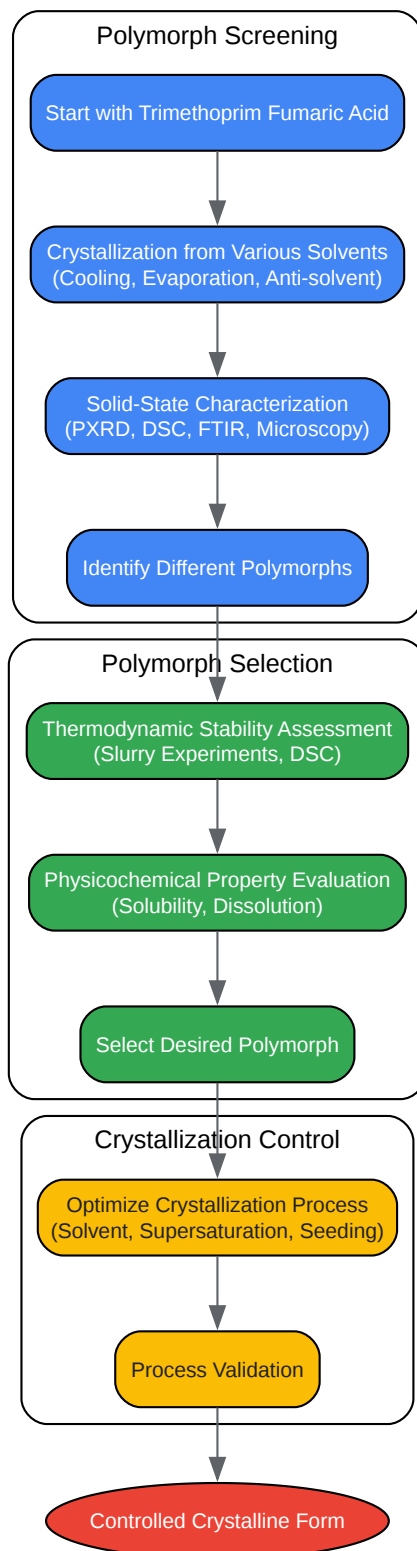 Polymorph Screening
Start with Trimethoprim Fumaric Acid
Crystallization from Various Solvents
(Cooling, Evaporation, Anti-solvent)
Solid-State Characterization
(PXRD, DSC, FTIR, Microscopy)
Identify Different Polymorphs
Polymorph Selection
Thermodynamic Stability Assessment
(Slurry Experiments, DSC)
Physicochemical Property Evaluation
(Solubility, Dissolution)
Select Desired Polymorph
Crystallization Control
Optimize Crystallization Process
(Solvent, Supersaturation, Seeding)
Process Validation
Controlled Crystalline Form